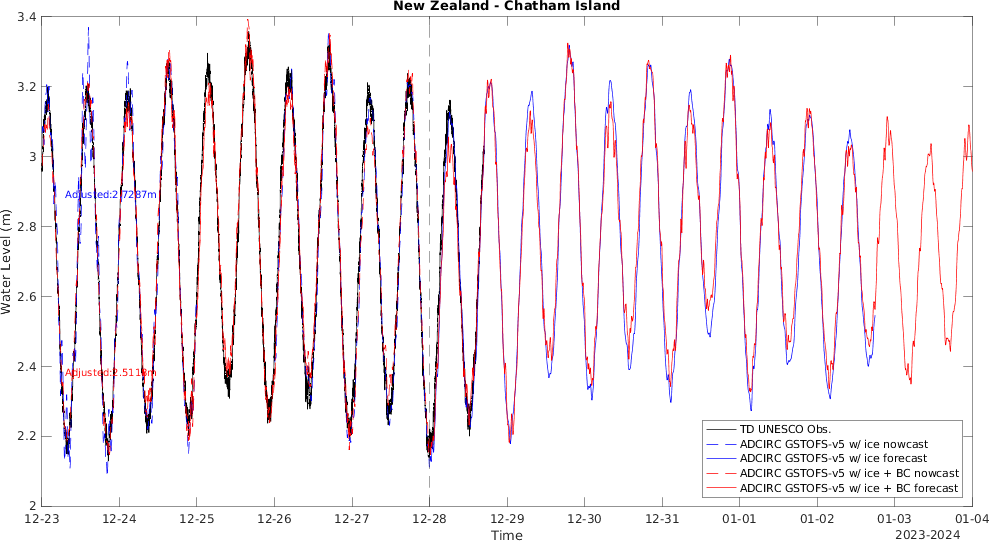 New Zealand - Chatham Island
Water Level (m)
3.4
3.2
3
2.8
2.6
2.4
2.2
2
Adjusted:2.7287m
Adjusted:2.5113m
TD UNESCO Obs.
ADCIRC GSTOFS-v5 w/ ice nowcast
ADCIRC GSTOFS-v5 w/ ice forecast
ADCIRC GSTOFS-v5 w/ ice + BC nowcast
ADCIRC GSTOFS-v5 w/ ice + BC forecast
12-23 12-24 12-25 12-26 12-27 12-28 12-29 12-30 12-31 01-01 01-02 01-03 01-04
Time
2023-2024